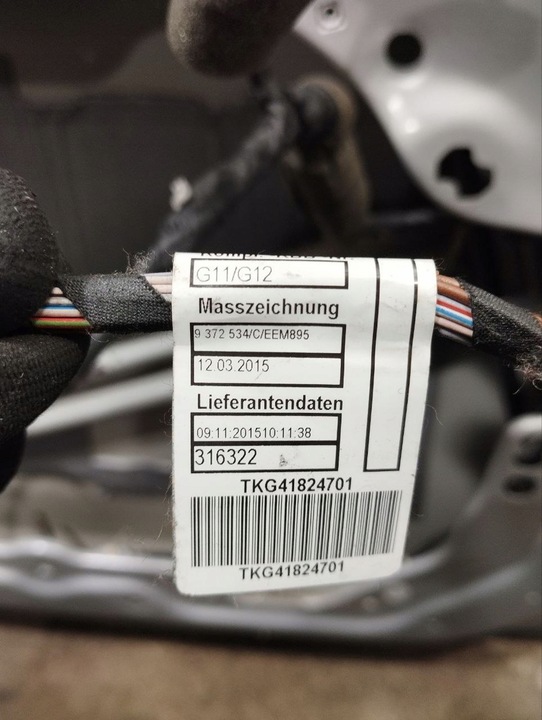 G11/G12
Masszeichnung
9 372 534/C/EEM895
12.03.2015
Lieferantendaten
09:11:201510:11:38
316322
TKG41824701
TKG41824701